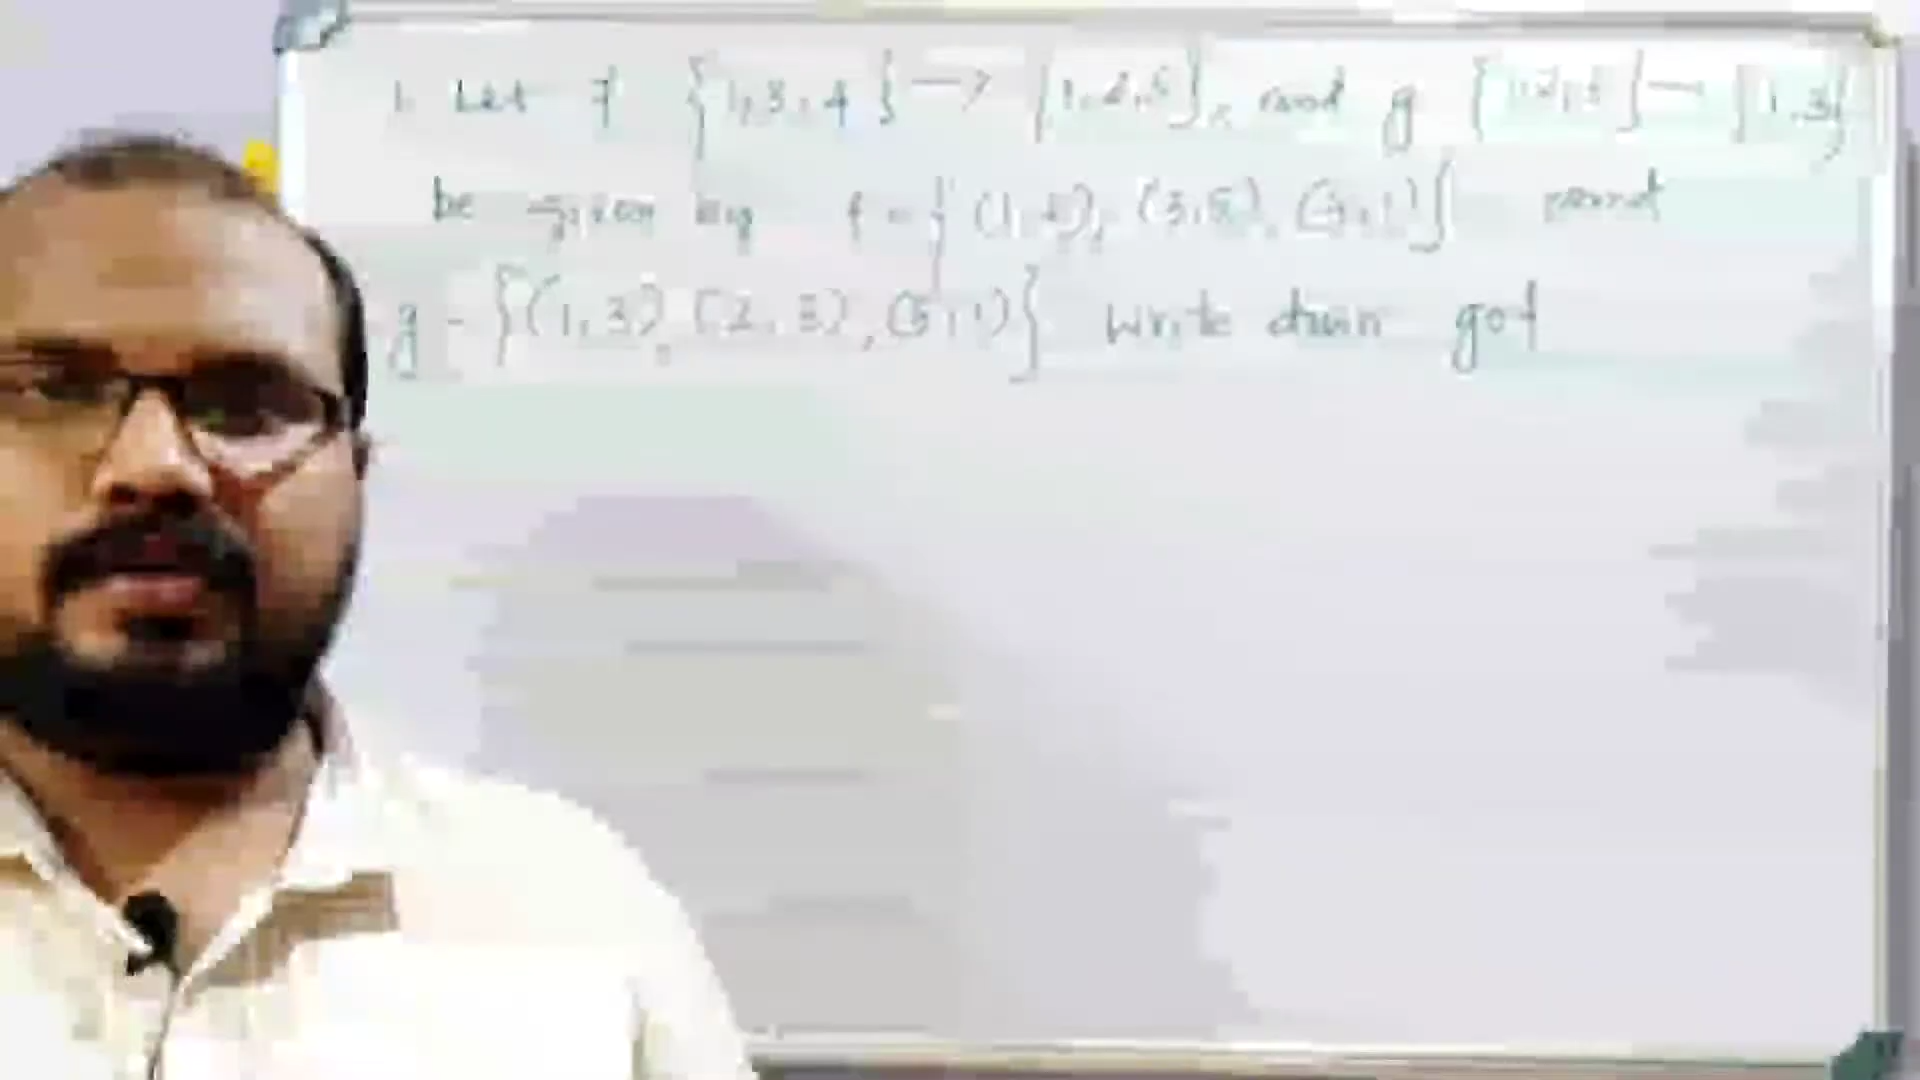 1. Let f {1,3,4} → {1,2,5}, and g {1,2,5} → {1,3}
be given by f = {(1,2), (3,5), (4,1)} and
g = {(1,3), (2,3), (5,1)} write down gof